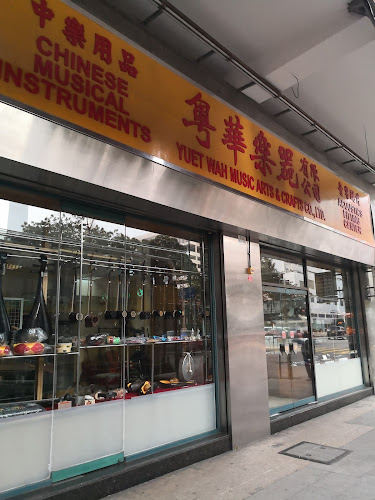 中樂用品
CHINESE
MUSICAL
INSTRUMENTS
粵華樂器有限公司
YUET WAH MUSIC ARTS & CRAFTS CO., LTD.